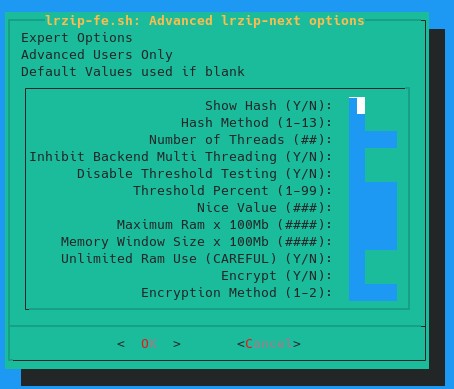 lrzip-fe.sh: Advanced lrzip-next options
Expert Options
Advanced Users Only
Default Values used if blank
Show Hash (Y/N):
Hash Method (1-13):
Number of Threads (##):
Inhibit Backend Multi Threading (Y/N):
Disable Threshold Testing (Y/N):
Threshold Percent (1-99):
Nice Value (###):
Maximum Ram x 100Mb (####):
Memory Window Size x 100Mb (####):
Unlimited Ram Use (CAREFUL) (Y/N):
Encrypt (Y/N):
Encryption Method (1-2):
< OK > <Cancel>